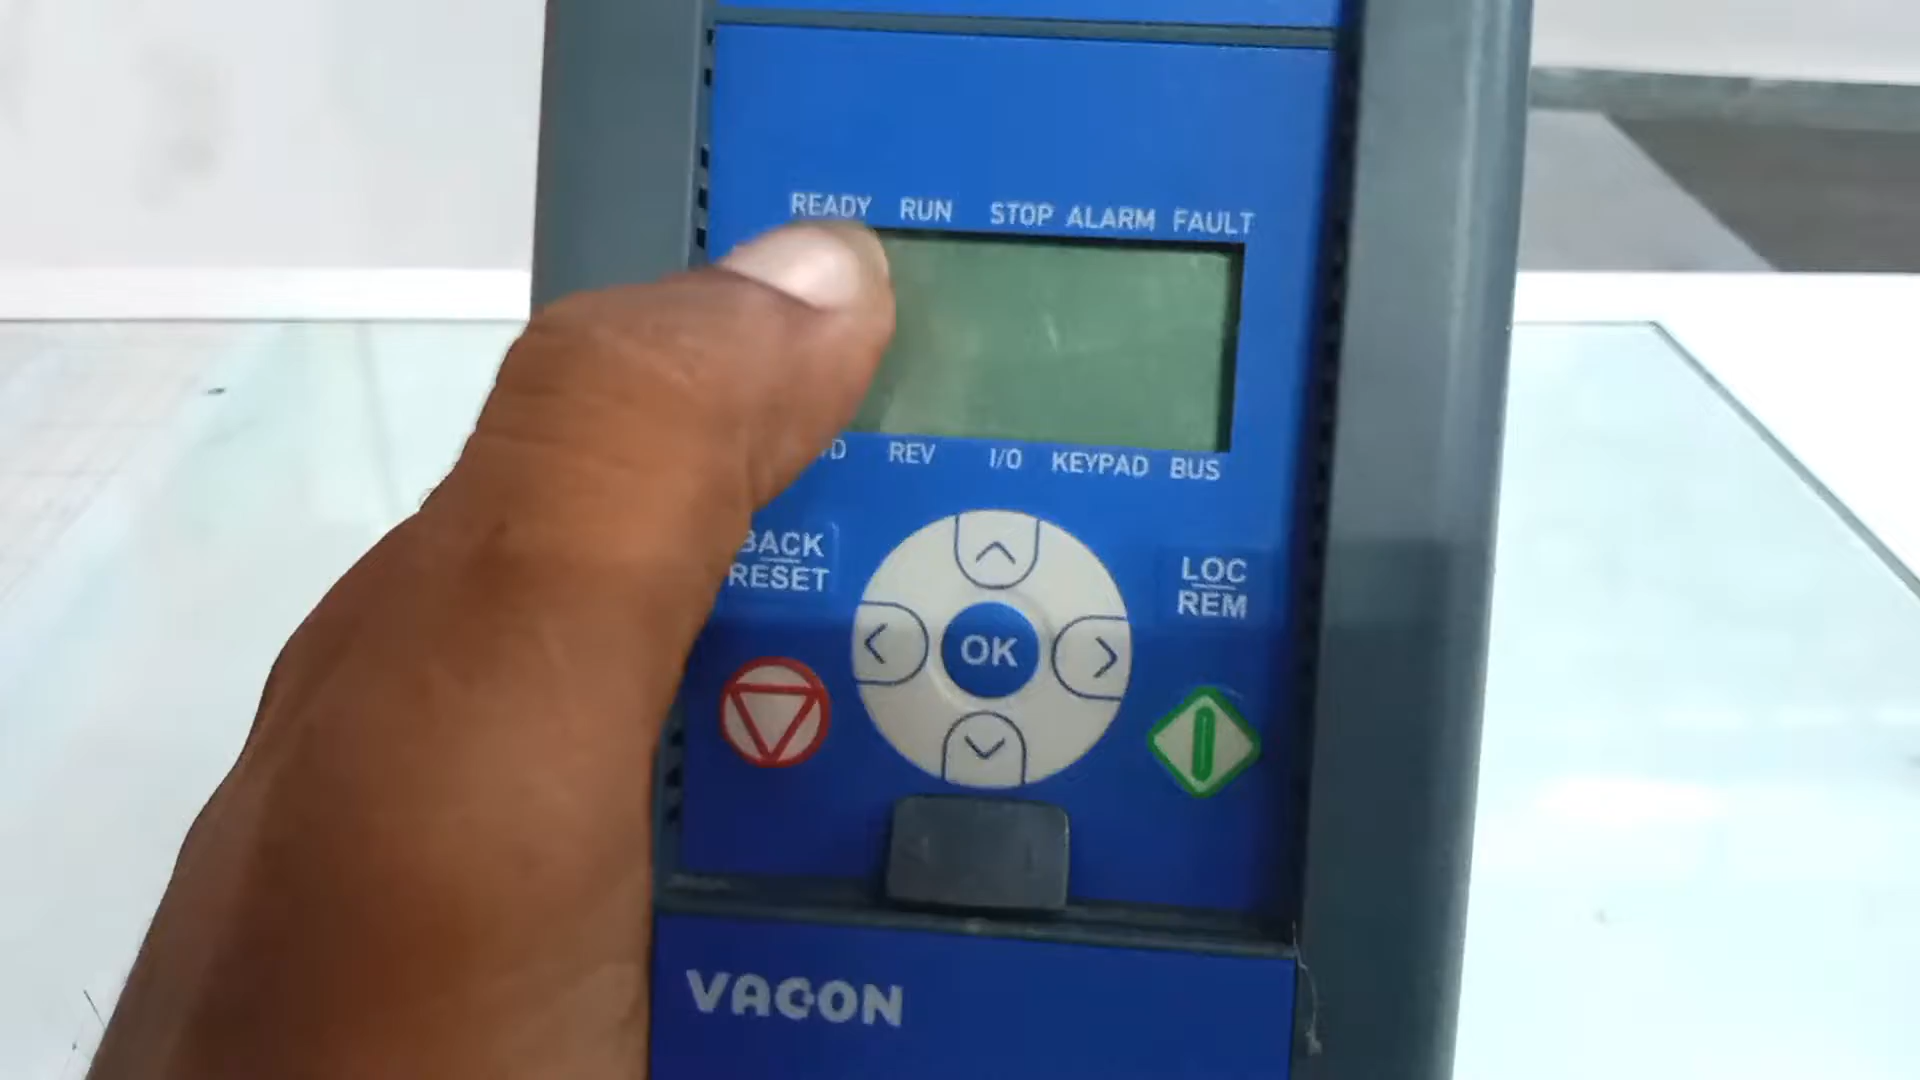 READY RUN STOP ALARM FAULT
REV I/O KEYPAD BUS
BACK
RESET
LOC
REM
OK
VACON